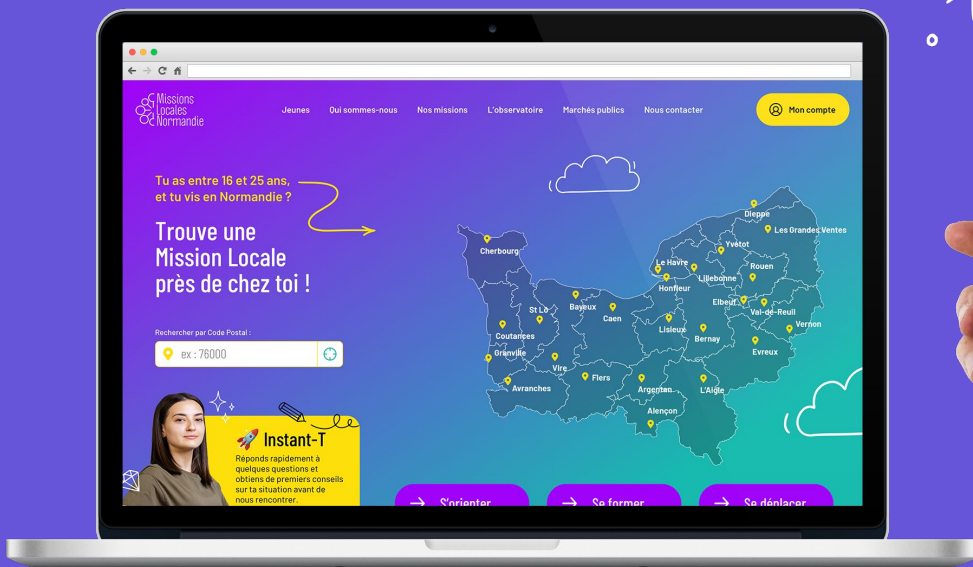 Missions
Locales
Normandie
Jeunes
Qui sommes-nous
Nos missions
L'observatoire
Marchés publics
Nous contacter
Mon compte
Tu as entre 16 et 25 ans,
et tu vis en Normandie ?
Trouve une
Mission Locale
près de chez toi !
Rechercher par Code Postal :
ex : 76000
Instant-T
Réponds rapidement à
quelques questions et
obtiens de premiers conseils
sur ta situation avant de
nous rencontrer.
Dieppe
Les Grandes Ventes
Yvetot
Cherbourg
Le Havre
Rouen
Lillebonne
Honfleur
Elbeuf
Val-de-Reuil
St Lô
Bayeux
Caen
Vernon
Lisieux
Coutances
Bernay
Granville
Evreux
Vire
Flers
Avranches
Argentan
L'Aigle
Alençon
S'orienter
Se former
Se déplacer